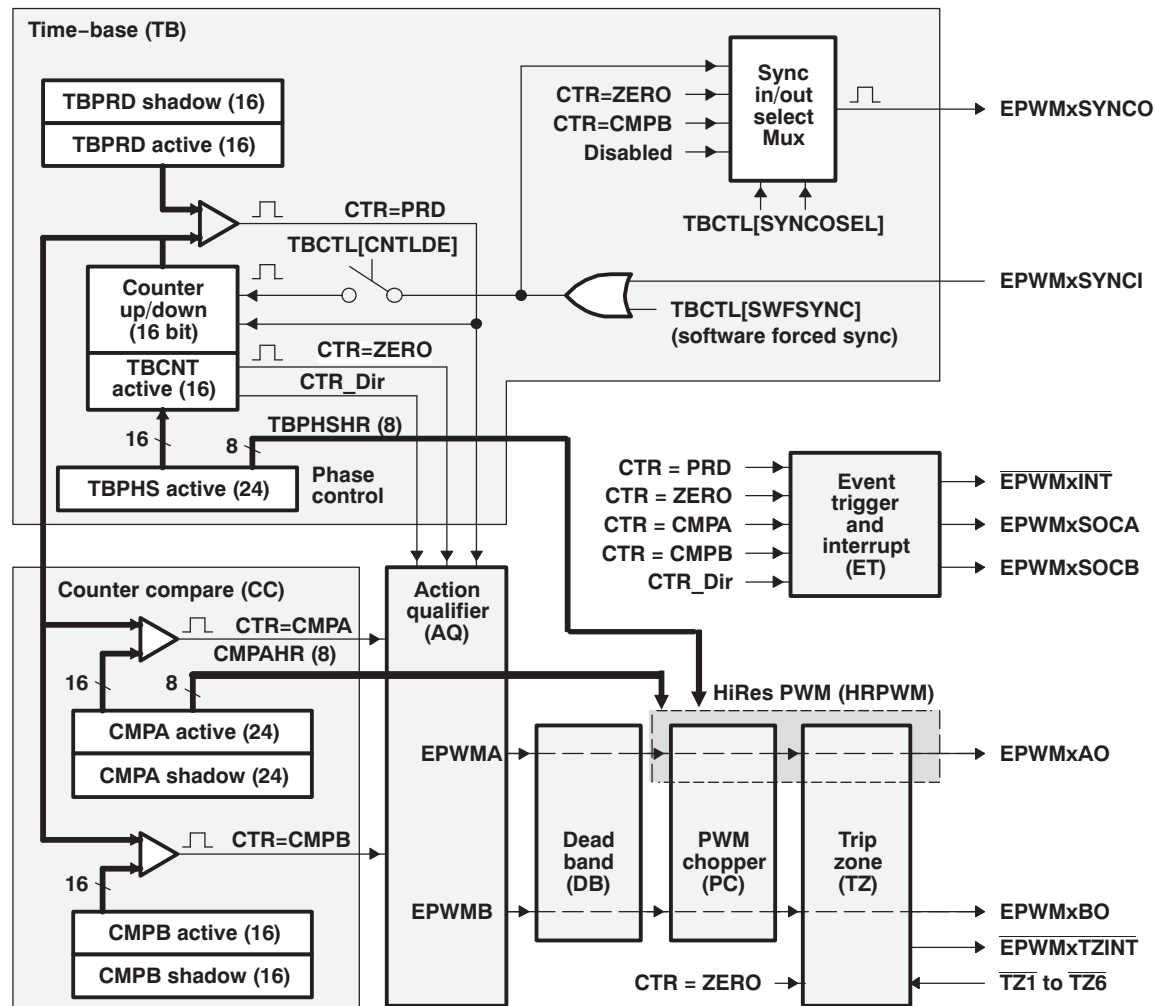 Time−base (TB)
TBPRD shadow (16)
TBPRD active (16)
CTR=ZERO
CTR=CMPB
Disabled
Sync
in/out
select
Mux
EPWMxSYNCO
TBCTL[SYNCOSEL]
CTR=PRD
TBCTL[CNTLDE]
Counter
up/down
(16 bit)
TBCNT
active (16)
EPWMxSYNCI
TBCTL[SWFSYNC]
(software forced sync)
CTR=ZERO
CTR_Dir
16
8
TBPHSHR (8)
TBPHS active (24)
Phase
control
CTR = PRD
CTR = ZERO
CTR = CMPA
CTR = CMPB
CTR_Dir
Event
trigger
and
interrupt
(ET)
EPWMxINT
EPWMxSOCA
EPWMxSOCB
Counter compare (CC)
CTR=CMPA
CMPAHR (8)
16
8
CMPA active (24)
CMPA shadow (24)
CTR=CMPB
16
CMPB active (16)
CMPB shadow (16)
Action
qualifier
(AQ)
EPWMA
EPWMB
HiRes PWM (HRPWM)
Dead
band
(DB)
PWM
chopper
(PC)
Trip
zone
(TZ)
EPWMxAO
EPWMxBO
EPWMxTZINT
CTR = ZERO
TZ1 to TZ6